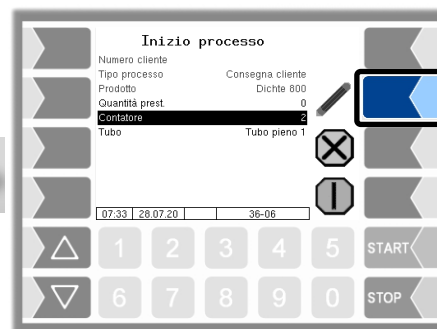 Inizio processo
Numero cliente
Tipo processo Consegna cliente
Prodotto Dichte 800
Quantità prest. 0
Contatore 2
Tubo Tubo pieno 1
07:33 28.07.20 36-06
1 2 3 4 5 START
6 7 8 9 0 STOP